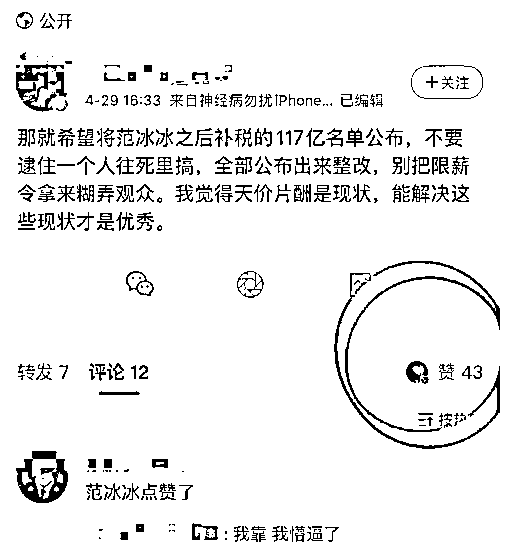 公开
4-29 16:33 来自神经病勿扰iPhone... 已编辑
+关注
那就希望将范冰冰之后补税的117亿名单公布，不要
逮住一个人往死里搞，全部公布出来整改，别把限薪
令拿来糊弄观众。我觉得天价片酬是现状，能解决这
些现状才是优秀。
转发 7 评论 12 赞 43
按热
范冰冰点赞了
：我靠 我懵逼了